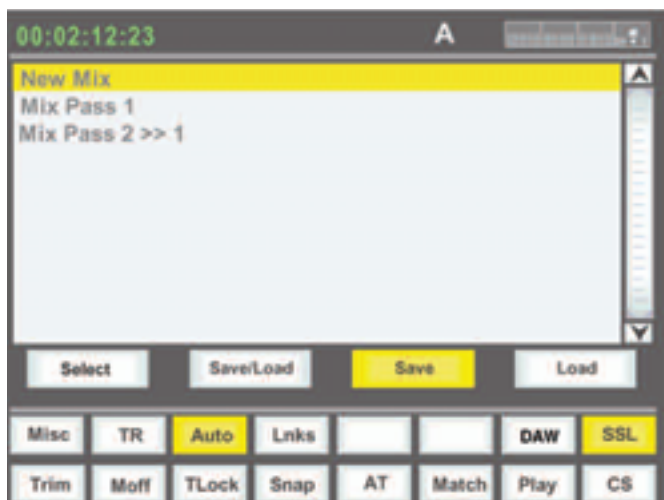 00:02:12:23 A
New Mix
Mix Pass 1
Mix Pass 2 >> 1
Select Save/Load Save Load
Misc TR Auto Lnks DAW SSL
Trim Moff TLock Snap AT Match Play CS